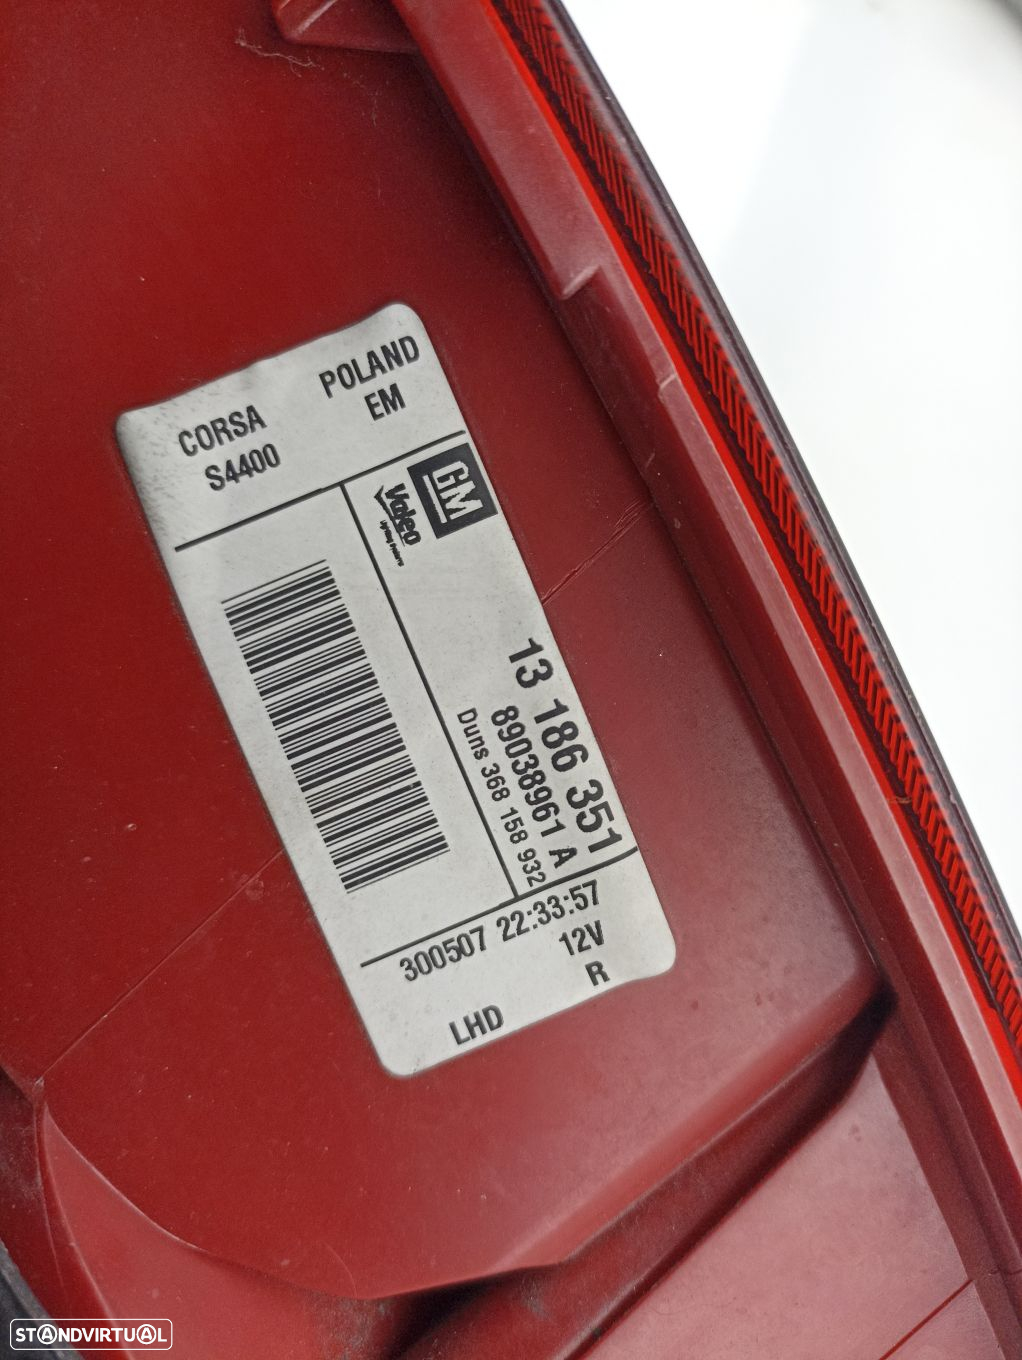 CORSA
S4400
POLAND
EM
GM
Valeo
13 186 351
89038961 A
Duns 368 158 932
300507 22:33:57
12V
R
LHD
STANDVIRTUAL